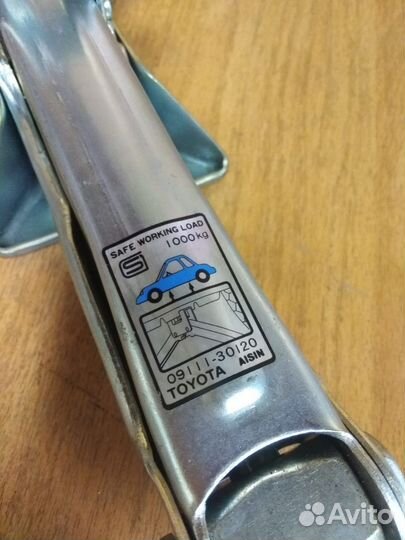 SAFE WORKING LOAD
1000kg
09111-30120
TOYOTA AISIN
Avito